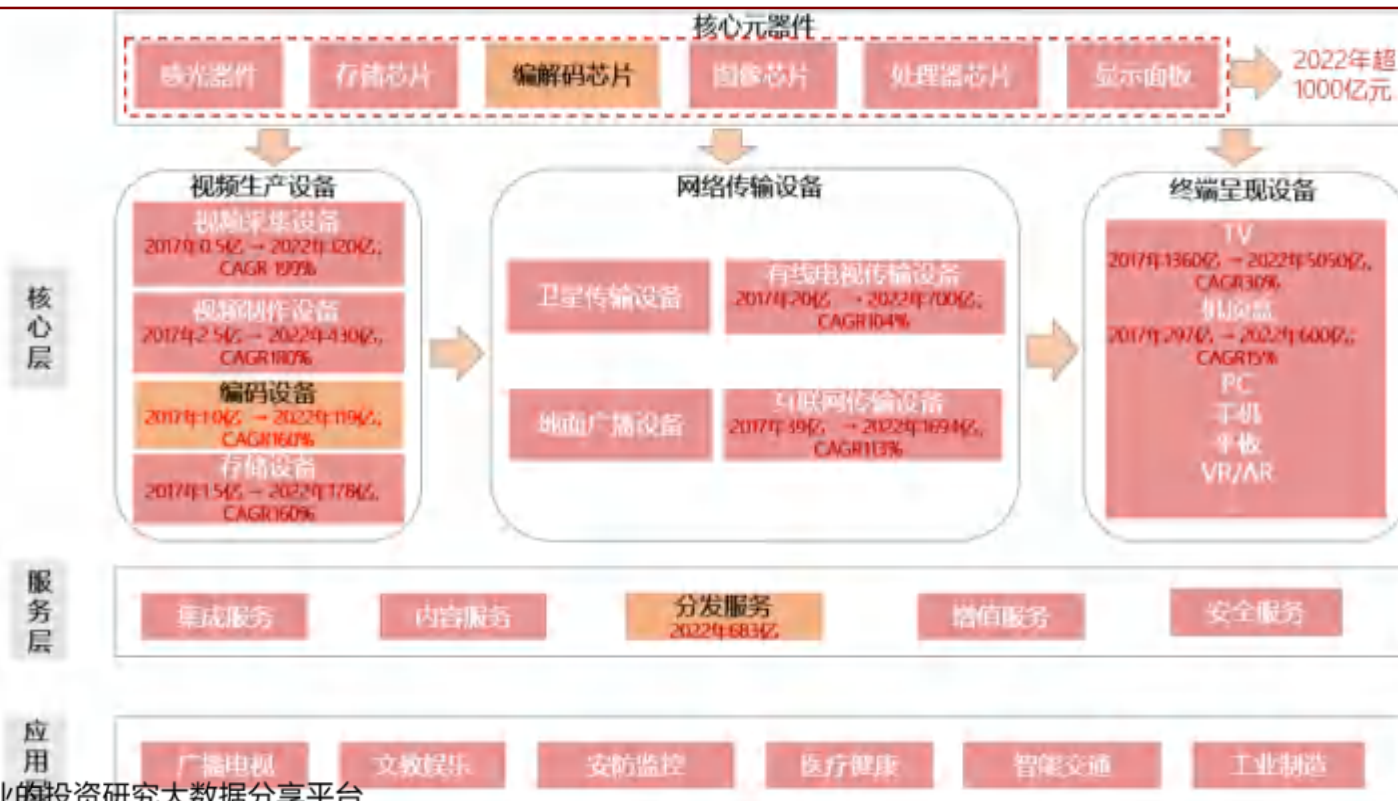 核心元器件
感光器件 存储芯片 编解码芯片 图像芯片 处理器芯片 显示面板
2022年超
1000亿元
视频生产设备
视频采集设备
2017年0.5亿 → 2022年120亿,
CAGR 199%
视频制作设备
2017年2.5亿 → 2022年430亿,
CAGR180%
编码设备
2017年1.0亿 → 2022年119亿,
CAGR160%
存储设备
2017年1.5亿 → 2022年178亿,
CAGR160%
网络传输设备
卫星传输设备
有线电视传输设备
2017年20亿 → 2022年700亿,
CAGR104%
地面广播设备
互联网传输设备
2017年39亿 → 2022年1694亿,
CAGR113%
终端呈现设备
TV
2017年1360亿 → 2022年5050亿,
CAGR30%
机顶盒
2017年297亿 → 2022年600亿,
CAGR15%
PC
手机
平板
VR/AR
...
核心层
服务层
集成服务 内容服务 分发服务 增值服务 安全服务
2022年683亿
应用
广播电视 文教娱乐 安防监控 医疗健康 智能交通 工业制造
业的投资研究大数据分享平台